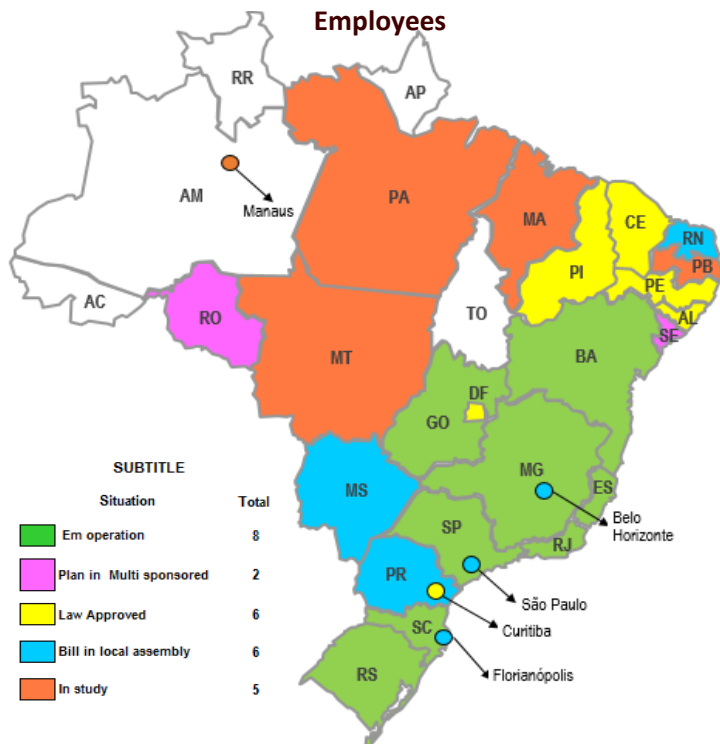 Employees
RR
AP
AM
Manaus
PA
MA
CE
RN
PB
PI
PE
AL
SE
AC
RO
TO
BA
MT
DF
GO
MG
ES
MS
SP
RJ
Belo
Horizonte
PR
São Paulo
Curitiba
SC
Florianópolis
RS
SUBTITLE
Situation Total
Em operation 8
Plan in Multi sponsored 2
Law Approved 6
Bill in local assembly 6
In study 5